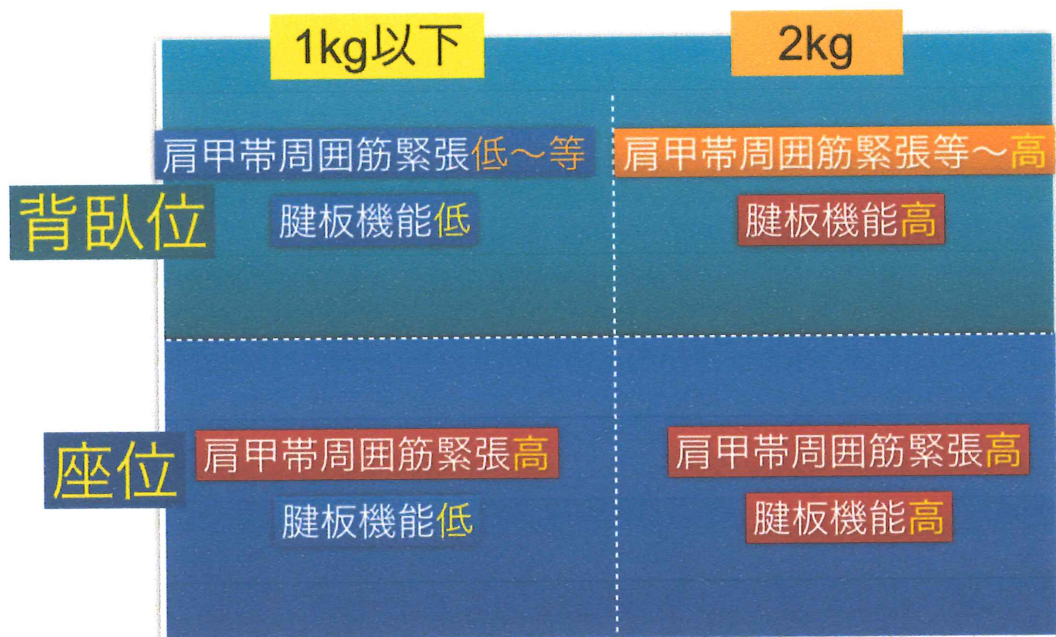 1kg以下
2kg
背臥位
肩甲帯周囲筋緊張低～等
肩甲帯周囲筋緊張等～高
腱板機能低
腱板機能高
座位
肩甲帯周囲筋緊張高
肩甲帯周囲筋緊張高
腱板機能低
腱板機能高